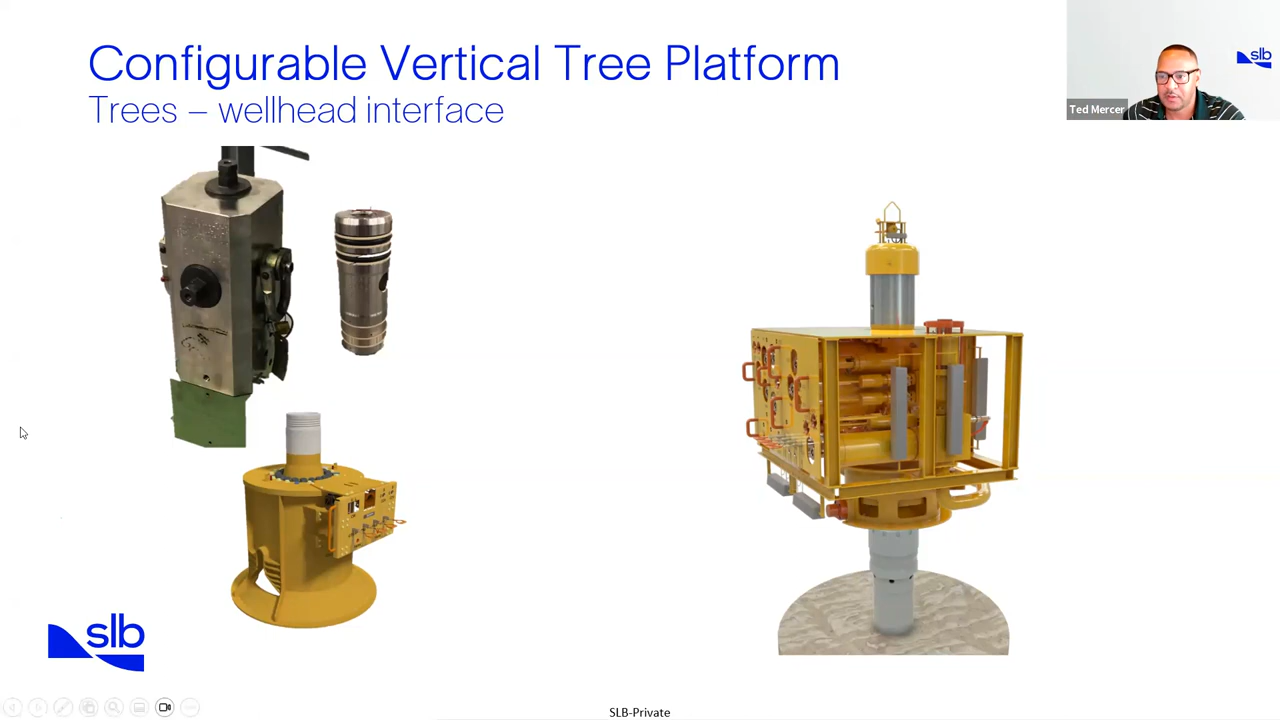 Configurable Vertical Tree Platform
Trees – wellhead interface
slb
Ted Mercer
slb
SLB-Private